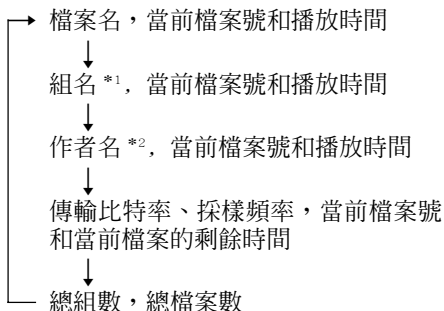 檔案名，當前檔案號和播放時間
組名*1, 當前檔案號和播放時間
作者名*2, 當前檔案號和播放時間
傳輸比特率、採樣頻率，當前檔案號
和當前檔案的剩餘時間
總組數，總檔案數